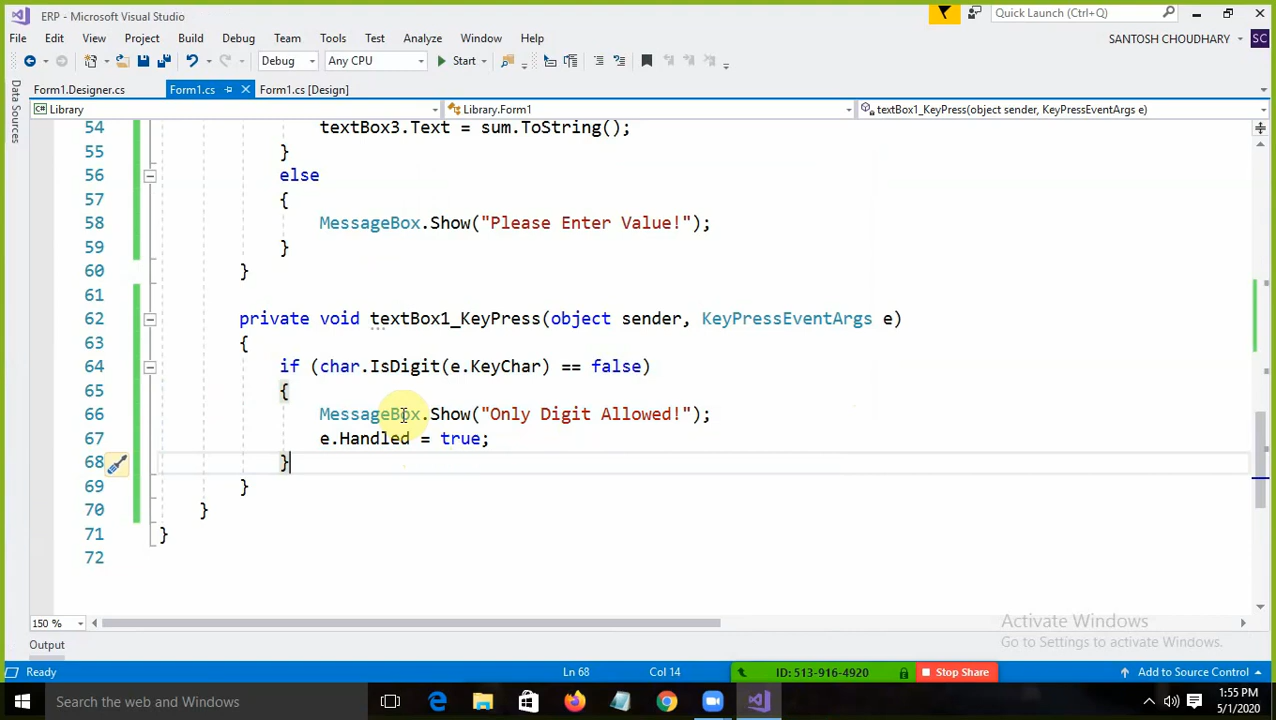 ERP - Microsoft Visual Studio
Quick Launch (Ctrl+Q)
File Edit View Project Build Debug Team Tools Test Analyze Window Help
SANTOSH CHOUDHARY SC
Debug Any CPU Start
Form1.Designer.cs Form1.cs Form1.cs [Design]
Library Library.Form1 textBox1_KeyPress(object sender, KeyPressEventArgs e)
Data Sources
54 textBox3.Text = sum.ToString();
55 }
56 else
57 {
58 MessageBox.Show("Please Enter Value!");
59 }
60 }
61
62 private void textBox1_KeyPress(object sender, KeyPressEventArgs e)
63 {
64 if (char.IsDigit(e.KeyChar) == false)
65 {
66 MessageBox.Show("Only Digit Allowed!");
67 e.Handled = true;
68 }
69 }
70 }
71 }
72
150 %
Activate Windows
Go to Settings to activate Windows.
Output
Ready Ln 68 Col 14 ID: 513-916-4920 Stop Share Add to Source Control
Search the web and Windows
1:55 PM
5/1/2020